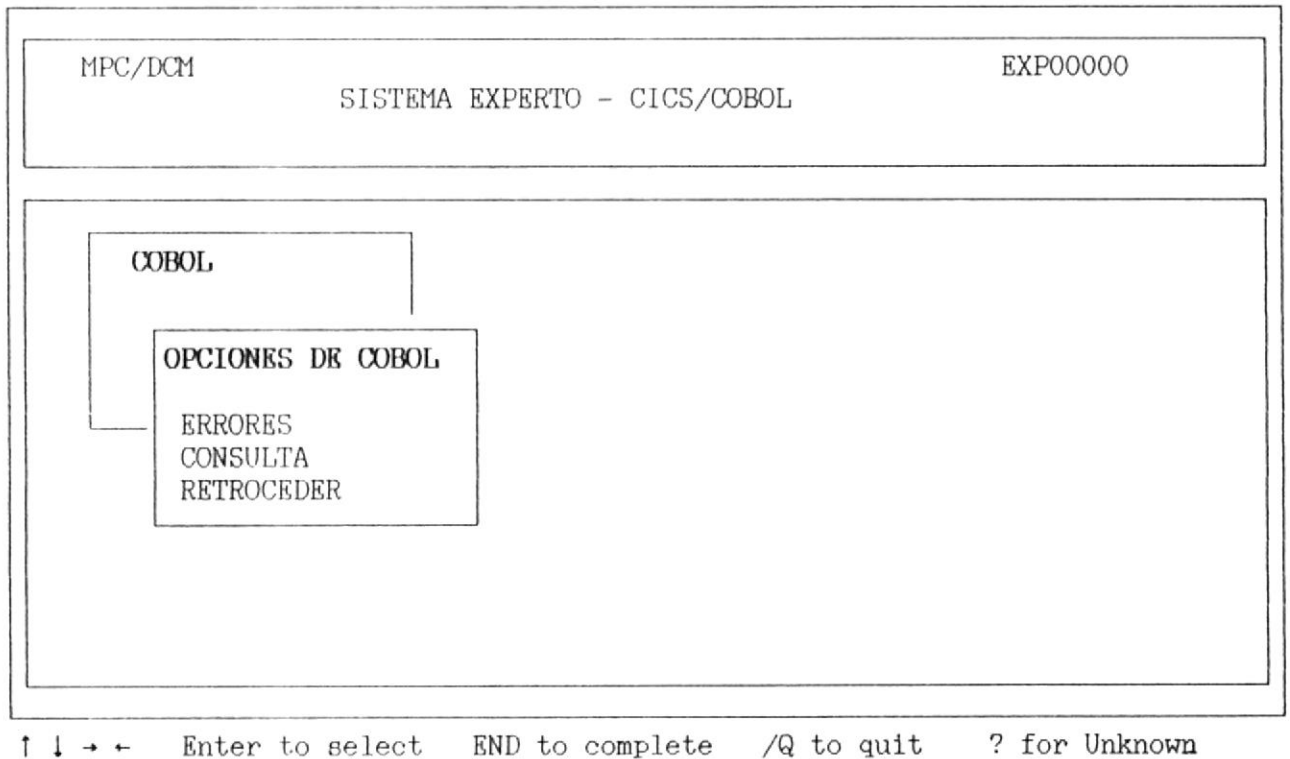 MPC/DCM EXP00000
SISTEMA EXPERTO - CICS/COBOL
COBOL
OPCIONES DE COBOL
ERRORES
CONSULTA
RETROCEDER
↑ ↓ → ← Enter to select END to complete /Q to quit ? for Unknown